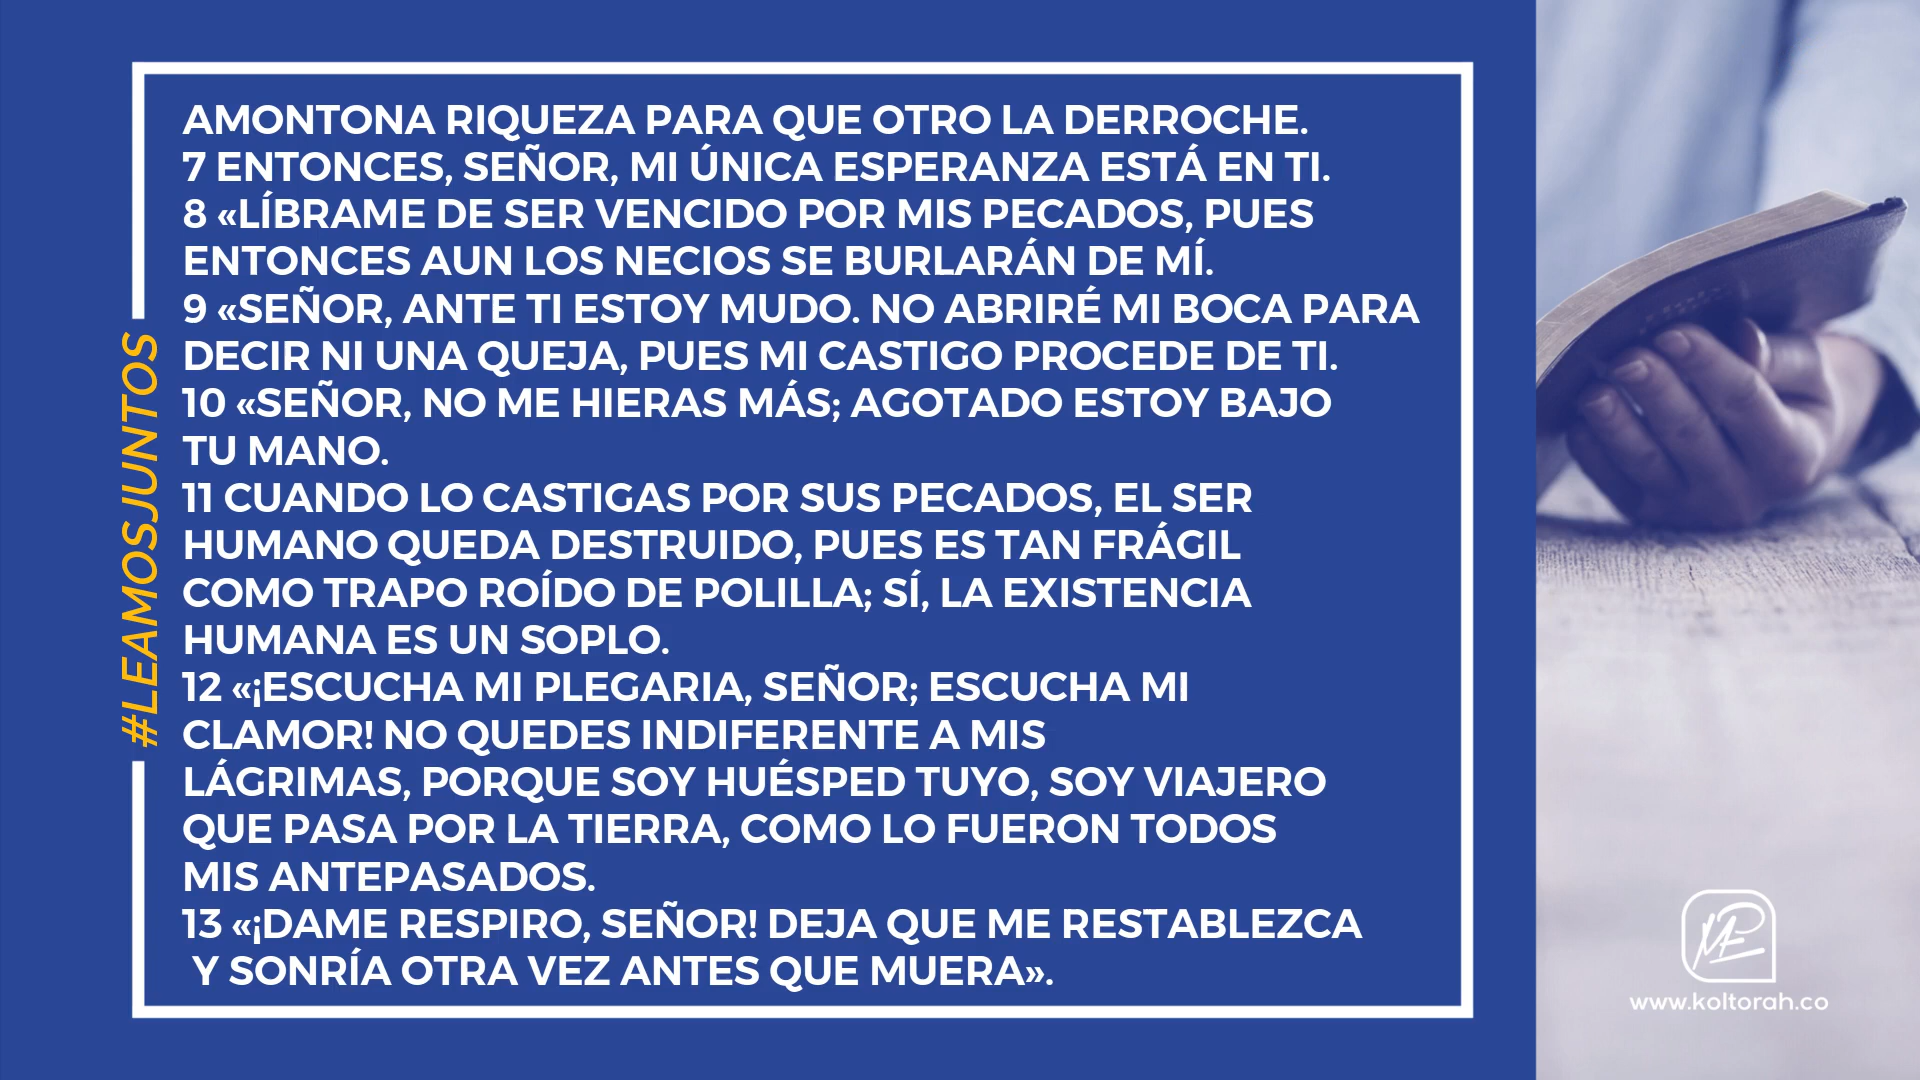 AMONTONA RIQUEZA PARA QUE OTRO LA DERROCHE.
7 ENTONCES, SEÑOR, MI ÚNICA ESPERANZA ESTÁ EN TI.
8 «LÍBRAME DE SER VENCIDO POR MIS PECADOS, PUES
ENTONCES AUN LOS NECIOS SE BURLARÁN DE MÍ.
9 «SEÑOR, ANTE TI ESTOY MUDO. NO ABRIRÉ MI BOCA PARA
DECIR NI UNA QUEJA, PUES MI CASTIGO PROCEDE DE TI.
10 «SEÑOR, NO ME HIERAS MÁS; AGOTADO ESTOY BAJO
TU MANO.
11 CUANDO LO CASTIGAS POR SUS PECADOS, EL SER
HUMANO QUEDA DESTRUIDO, PUES ES TAN FRÁGIL
COMO TRAPO ROÍDO DE POLILLA; SÍ, LA EXISTENCIA
HUMANA ES UN SOPLO.
12 «¡ESCUCHA MI PLEGARIA, SEÑOR; ESCUCHA MI
CLAMOR! NO QUEDES INDIFERENTE A MIS
LÁGRIMAS, PORQUE SOY HUÉSPED TUYO, SOY VIAJERO
QUE PASA POR LA TIERRA, COMO LO FUERON TODOS
MIS ANTEPASADOS.
13 «¡DAME RESPIRO, SEÑOR! DEJA QUE ME RESTABLEZCA
Y SONRÍA OTRA VEZ ANTES QUE MUERA».
#LEAMOSJUNTOS
www.koltorah.co